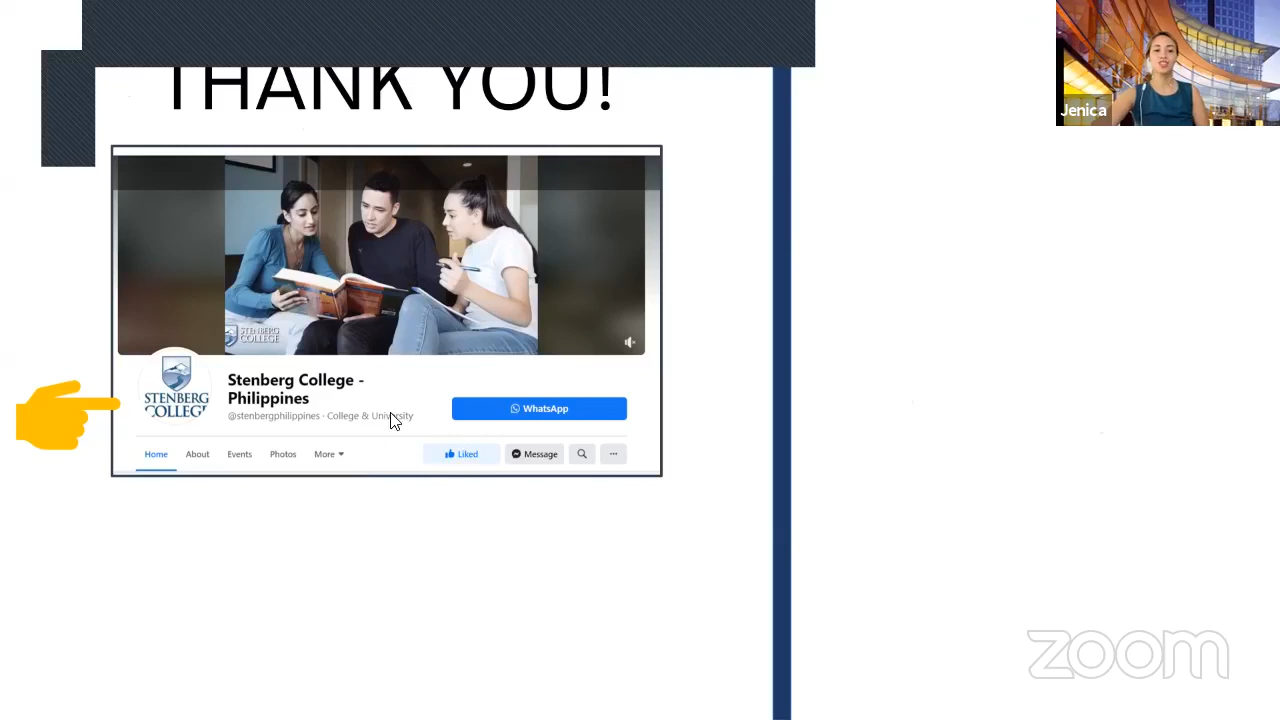 THANK YOU!
Jenica
STENBERG
COLLEGE
STENBERG
COLLEGE
Stenberg College -
Philippines
@stenbergphilippines · College & University
WhatsApp
Home About Events Photos More
Liked Message
zoom